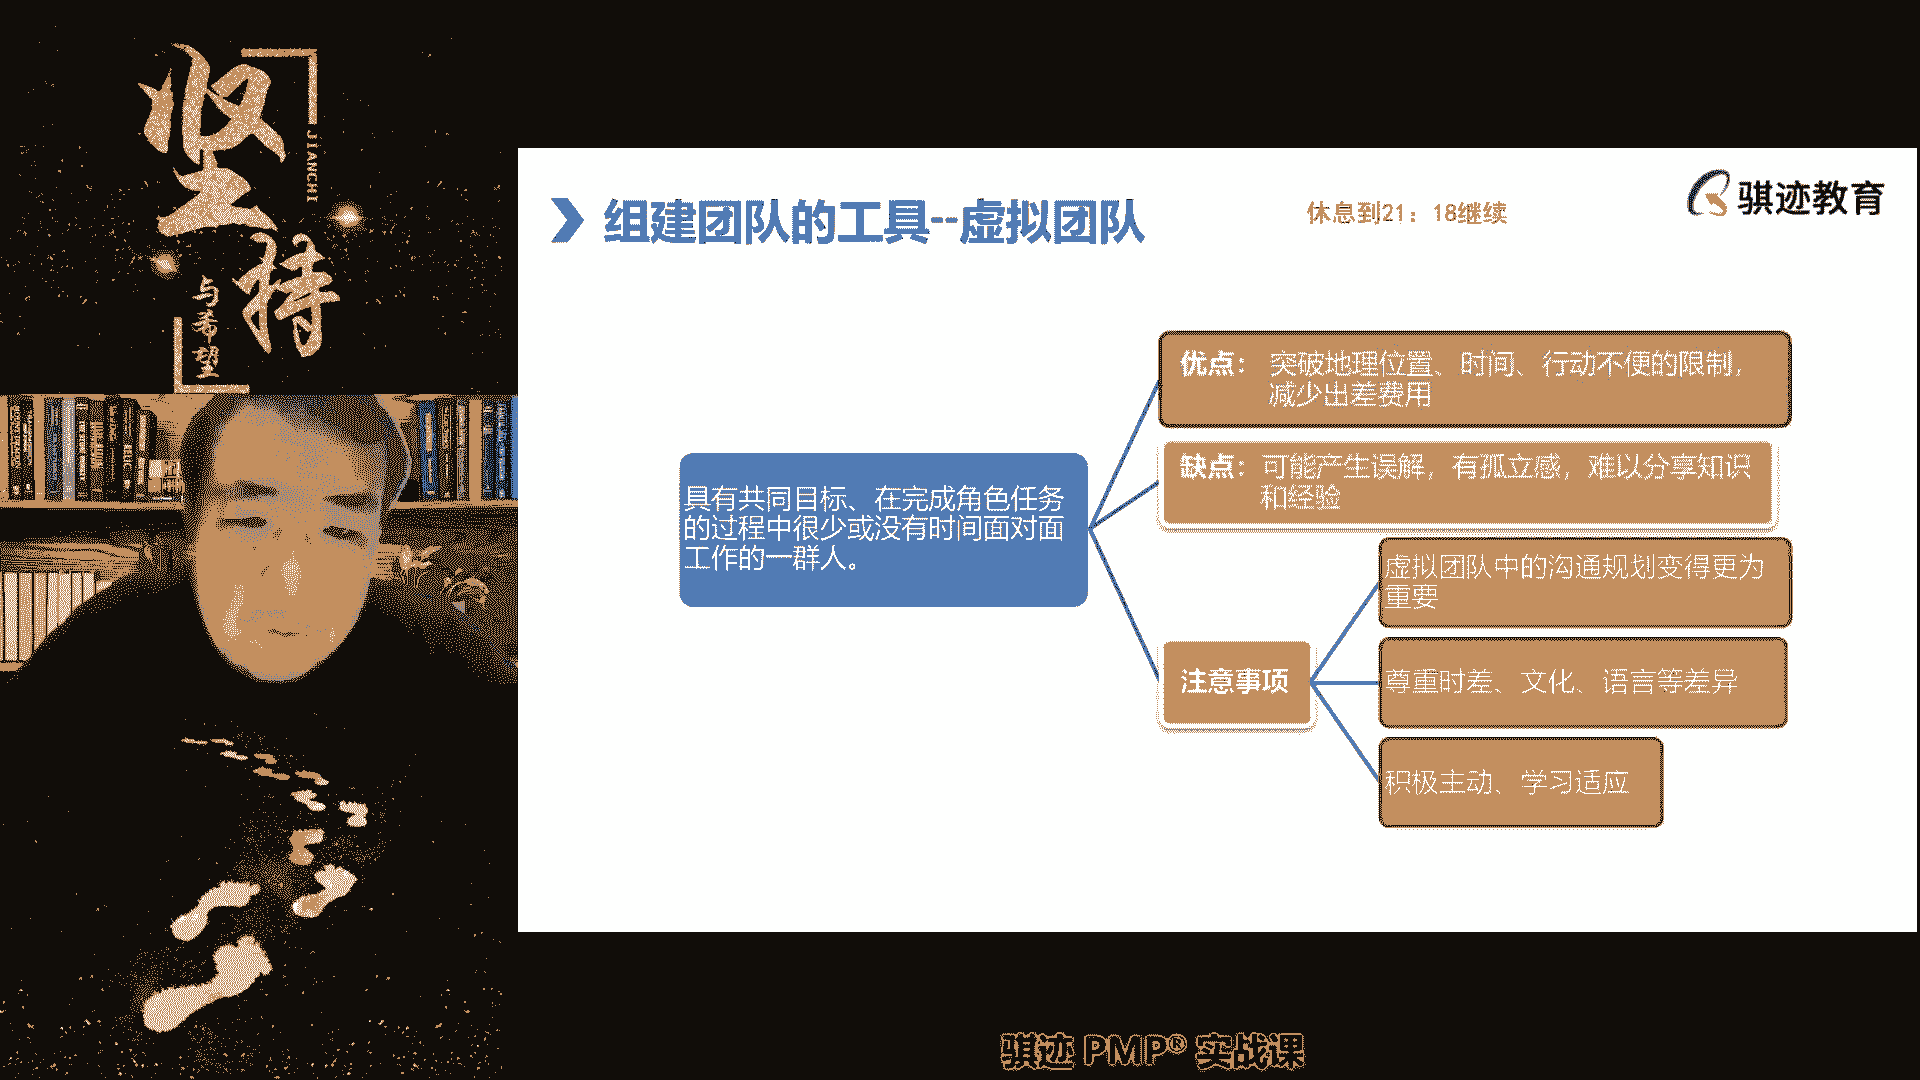 坚持
JIANCHI
与希望
组建团队的工具--虚拟团队
休息到21：18继续
骐迹教育
具有共同目标、在完成角色任务
的过程中很少或没有时间面对面
工作的一群人。
优点： 突破地理位置、时间、行动不便的限制，
减少出差费用
缺点： 可能产生误解，有孤立感，难以分享知识
和经验
注意事项
虚拟团队中的沟通规划变得更为
重要
尊重时差、文化、语言等差异
积极主动、学习适应
骐迹 PMP® 实战课